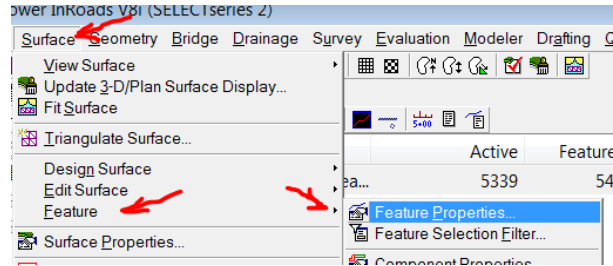 ower InRoads V8i (SELECTseries 2)
Surface Geometry Bridge Drainage Survey Evaluation Modeler Drafting
View Surface
Update 3-D/Plan Surface Display...
Fit Surface
5+00
Triangulate Surface...
Active Feature
Design Surface
ea... 5339 54
Edit Surface
Feature
Feature Properties...
Feature Selection Filter...
Surface Properties...
Component Properties